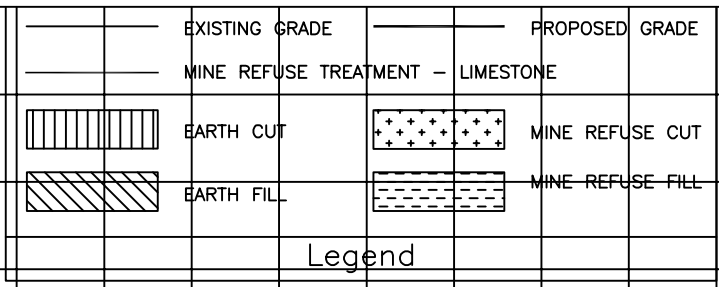 EXISTING GRADE
PROPOSED GRADE
MINE REFUSE TREATMENT – LIMESTONE
EARTH CUT
MINE REFUSE CUT
EARTH FILL
MINE REFUSE FILL
Legend